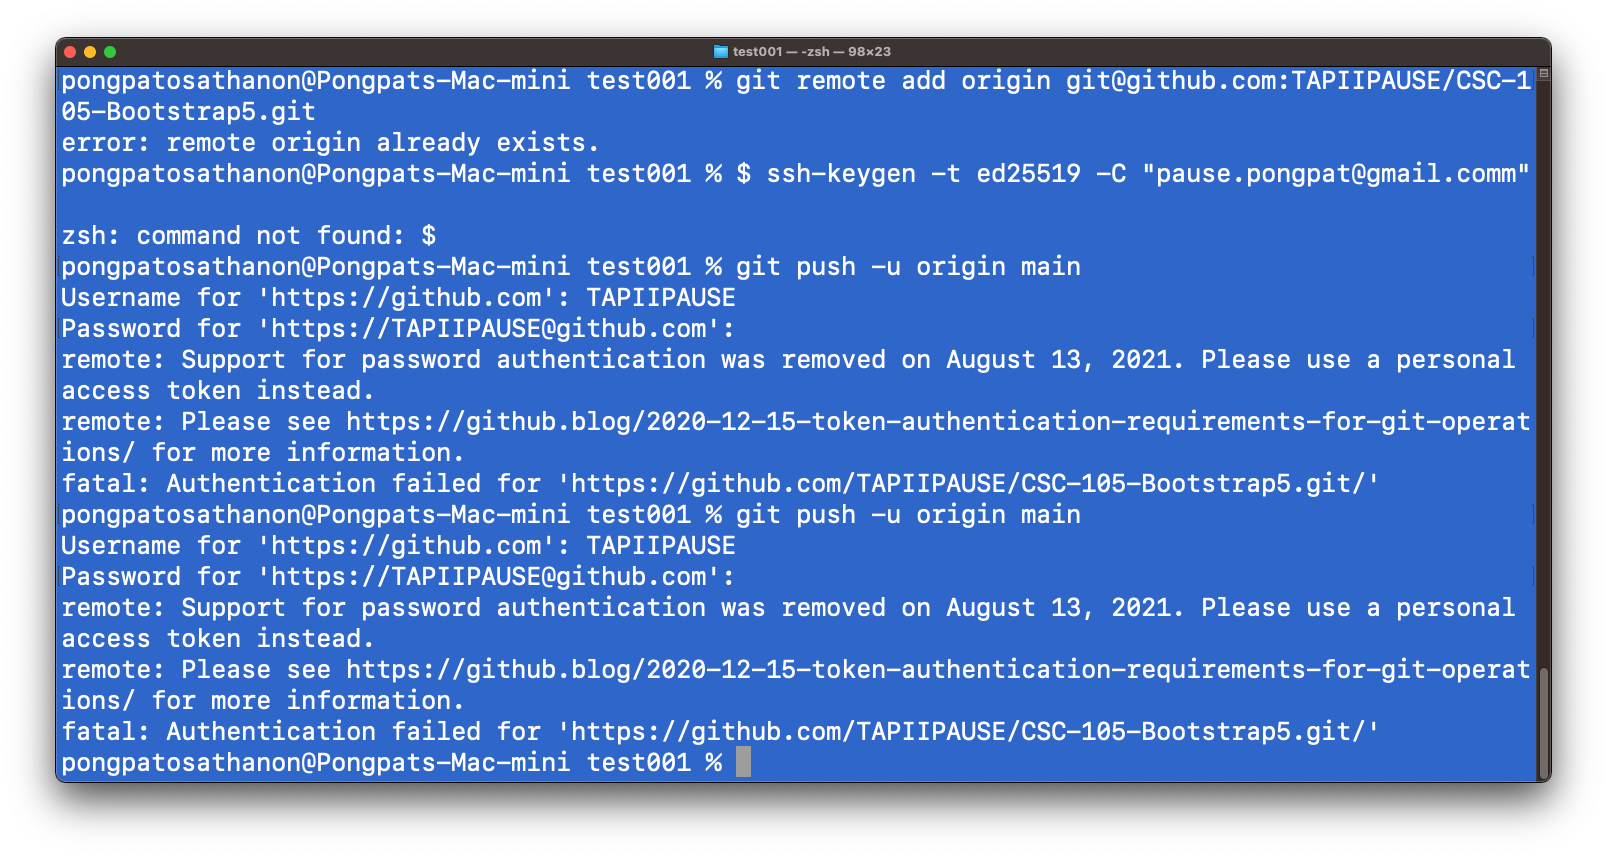 test001 — -zsh — 98×23
pongpatosathanon@Pongpats-Mac-mini test001 % git remote add origin git@github.com:TAPIIPAUSE/CSC-1
05-Bootstrap5.git
error: remote origin already exists.
pongpatosathanon@Pongpats-Mac-mini test001 % $ ssh-keygen -t ed25519 -C "pause.pongpat@gmail.comm"
zsh: command not found: $
pongpatosathanon@Pongpats-Mac-mini test001 % git push -u origin main
Username for 'https://github.com': TAPIIPAUSE
Password for 'https://TAPIIPAUSE@github.com':
remote: Support for password authentication was removed on August 13, 2021. Please use a personal
access token instead.
remote: Please see https://github.blog/2020-12-15-token-authentication-requirements-for-git-operat
ions/ for more information.
fatal: Authentication failed for 'https://github.com/TAPIIPAUSE/CSC-105-Bootstrap5.git/'
pongpatosathanon@Pongpats-Mac-mini test001 % git push -u origin main
Username for 'https://github.com': TAPIIPAUSE
Password for 'https://TAPIIPAUSE@github.com':
remote: Support for password authentication was removed on August 13, 2021. Please use a personal
access token instead.
remote: Please see https://github.blog/2020-12-15-token-authentication-requirements-for-git-operat
ions/ for more information.
fatal: Authentication failed for 'https://github.com/TAPIIPAUSE/CSC-105-Bootstrap5.git/'
pongpatosathanon@Pongpats-Mac-mini test001 %